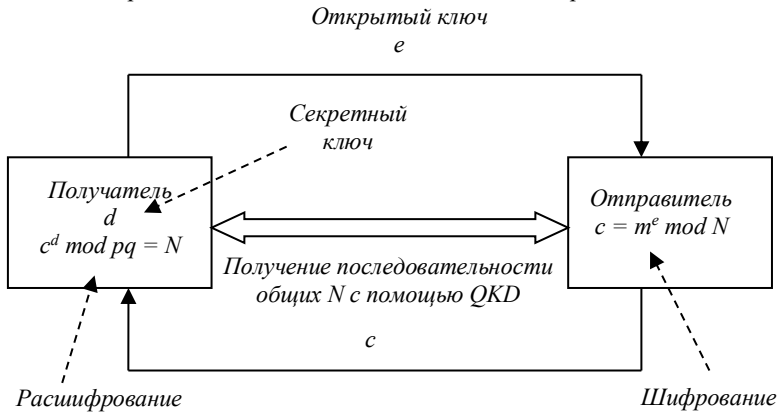 Открытый ключ
e
Секретный
ключ
Получатель
d
c^d mod pq = N
Отправитель
c = m^e mod N
Получение последовательности
общих N с помощью QKD
c
Расшифрование
Шифрование